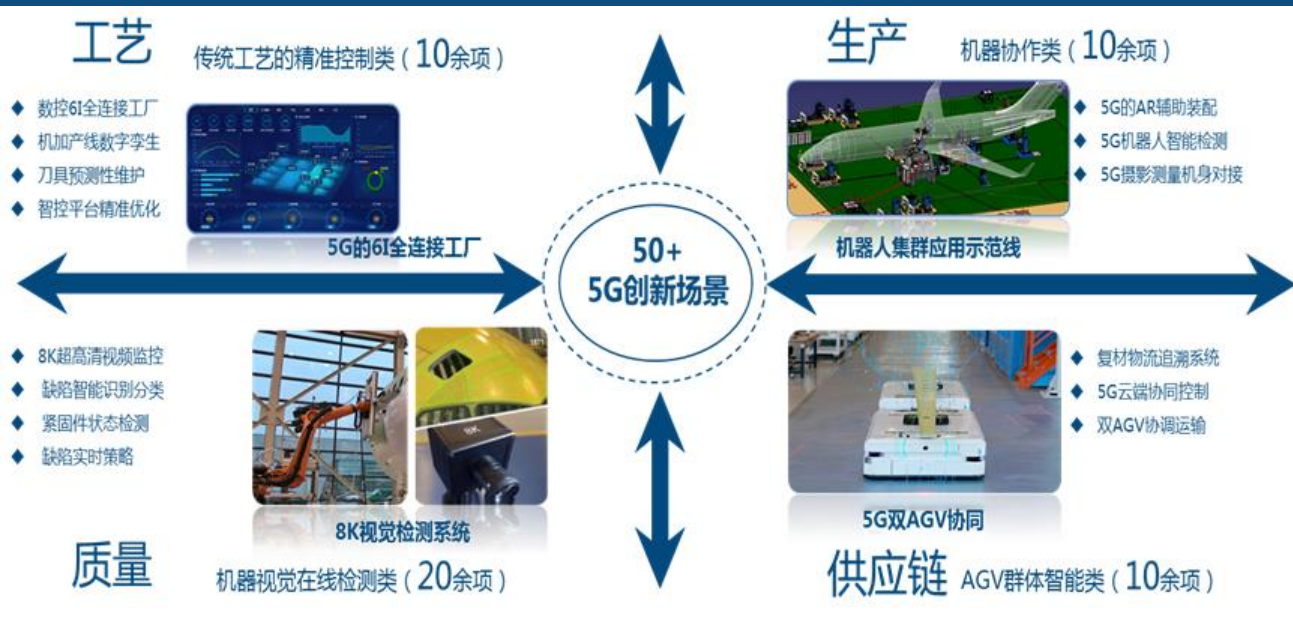 工艺
传统工艺的精准控制类（10余项）
◆ 数控6I全连接工厂
◆ 机加产线数字孪生
◆ 刀具预测性维护
◆ 智控平台精准优化
5G的6I全连接工厂
生产
机器协作类（10余项）
◆ 5G的AR辅助装配
◆ 5G机器人智能检测
◆ 5G摄影测量机身对接
机器人集群应用示范线
50+
5G创新场景
◆ 8K超高清视频监控
◆ 缺陷智能识别分类
◆ 紧固件状态检测
◆ 缺陷实时策略
8K
8K视觉检测系统
质量
机器视觉在线检测类（20余项）
◆ 复材物流追溯系统
◆ 5G云端协同控制
◆ 双AGV协调运输
5G双AGV协同
供应链
AGV群体智能类（10余项）